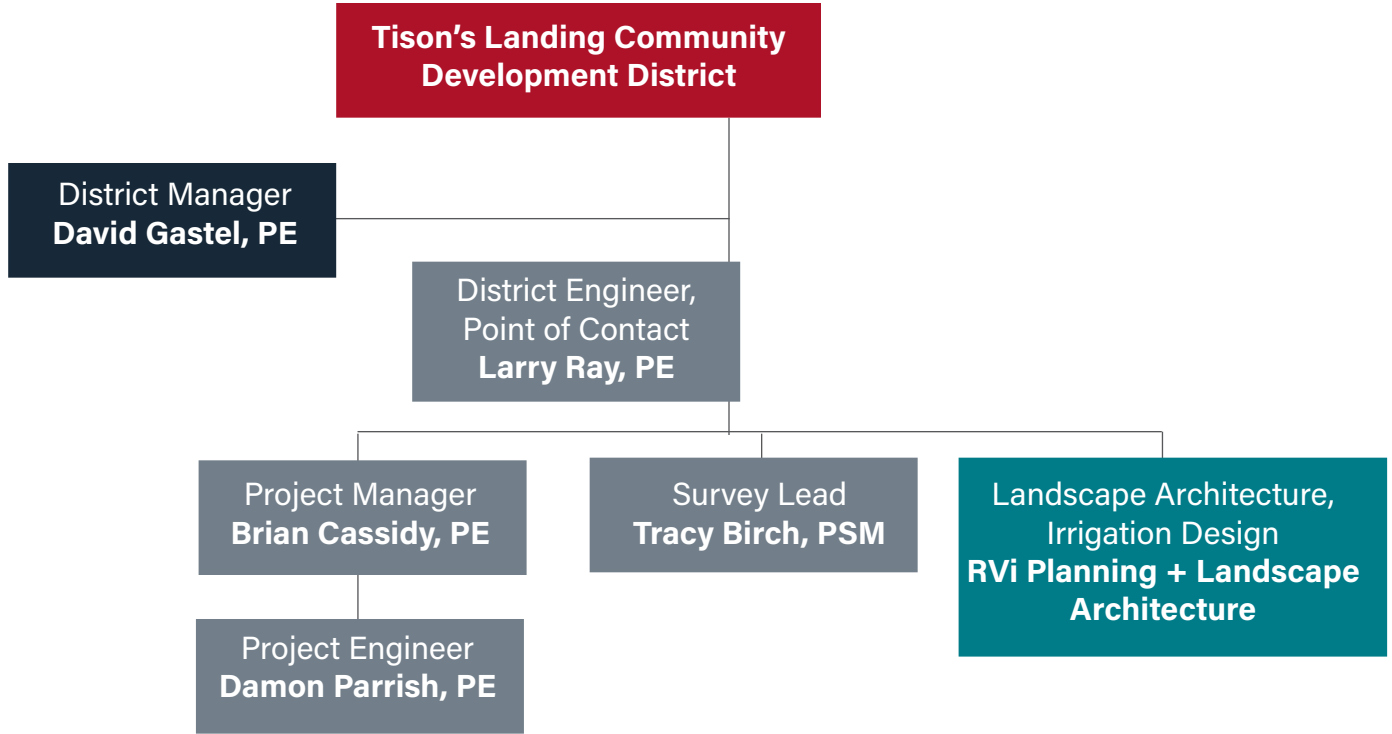 Tison’s Landing Community
Development District
District Manager
David Gastel, PE
District Engineer,
Point of Contact
Larry Ray, PE
Project Manager
Brian Cassidy, PE
Survey Lead
Tracy Birch, PSM
Landscape Architecture,
Irrigation Design
RVi Planning + Landscape
Architecture
Project Engineer
Damon Parrish, PE